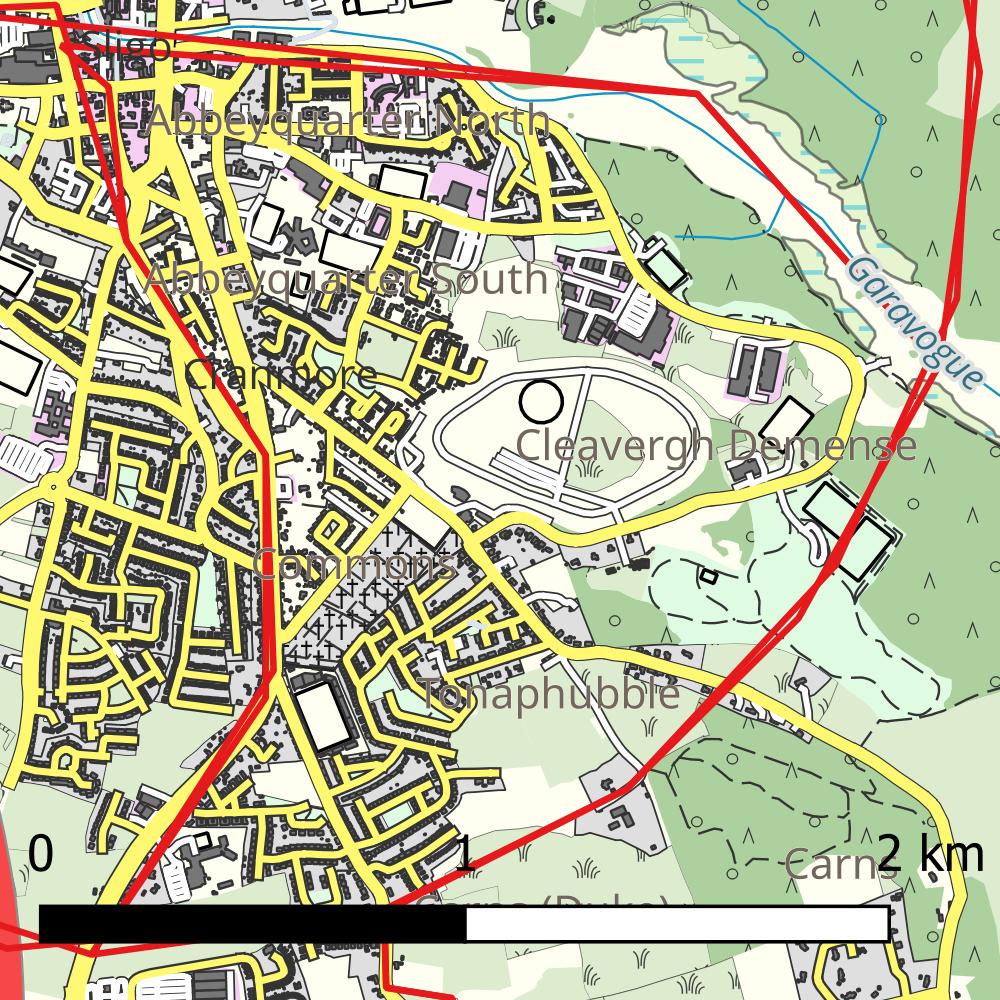 Sligo
Abbeyquarter North
Abbeyquarter South
Garavogue
Cranmore
Cleavergh Demense
Commons
Tonaphubble
0 1 2 km
Carns
Carns (Duke)